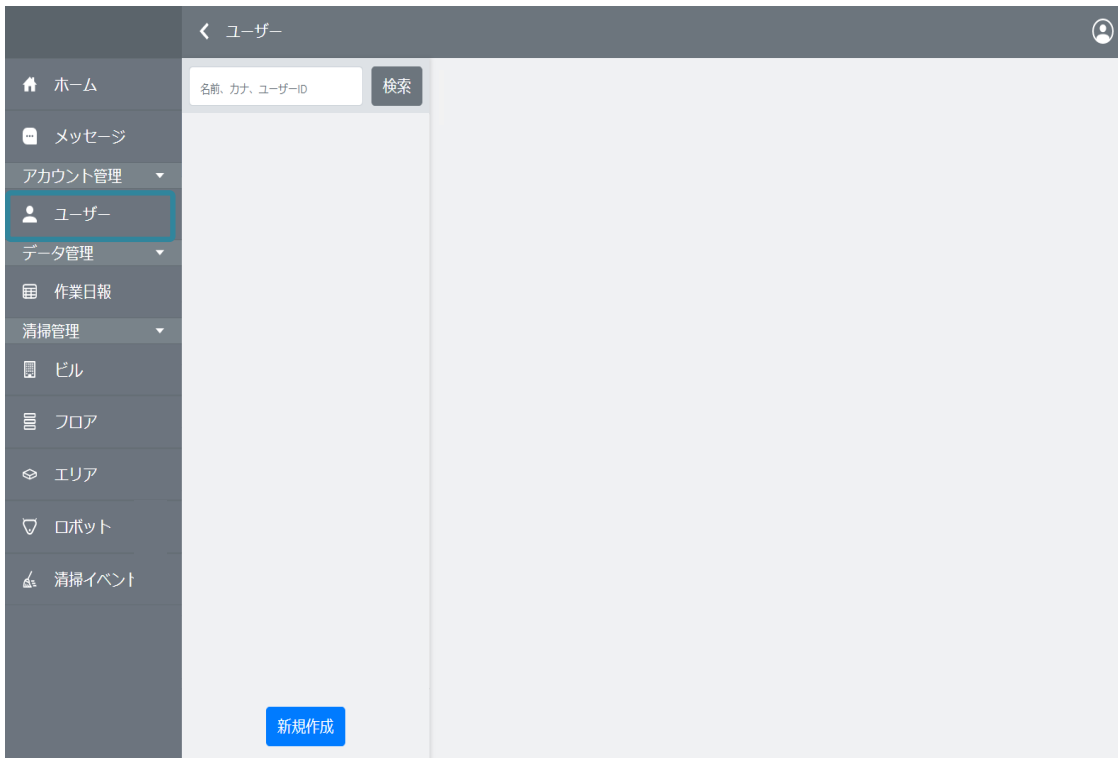 ユーザー
ホーム
メッセージ
アカウント管理
ユーザー
データ管理
作業日報
清掃管理
ビル
フロア
エリア
ロボット
清掃イベント
名前、カナ、ユーザーID
検索
新規作成